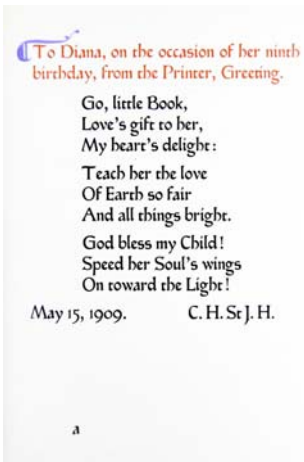 To Diana, on the occasion of her ninth
birthday, from the Printer, Greeting.
Go, little Book,
Love's gift to her,
My heart's delight:
Teach her the love
Of Earth so fair
And all things bright.
God bless my Child!
Speed her Soul's wings
On toward the Light!
May 15, 1909. C. H. St J. H.
a